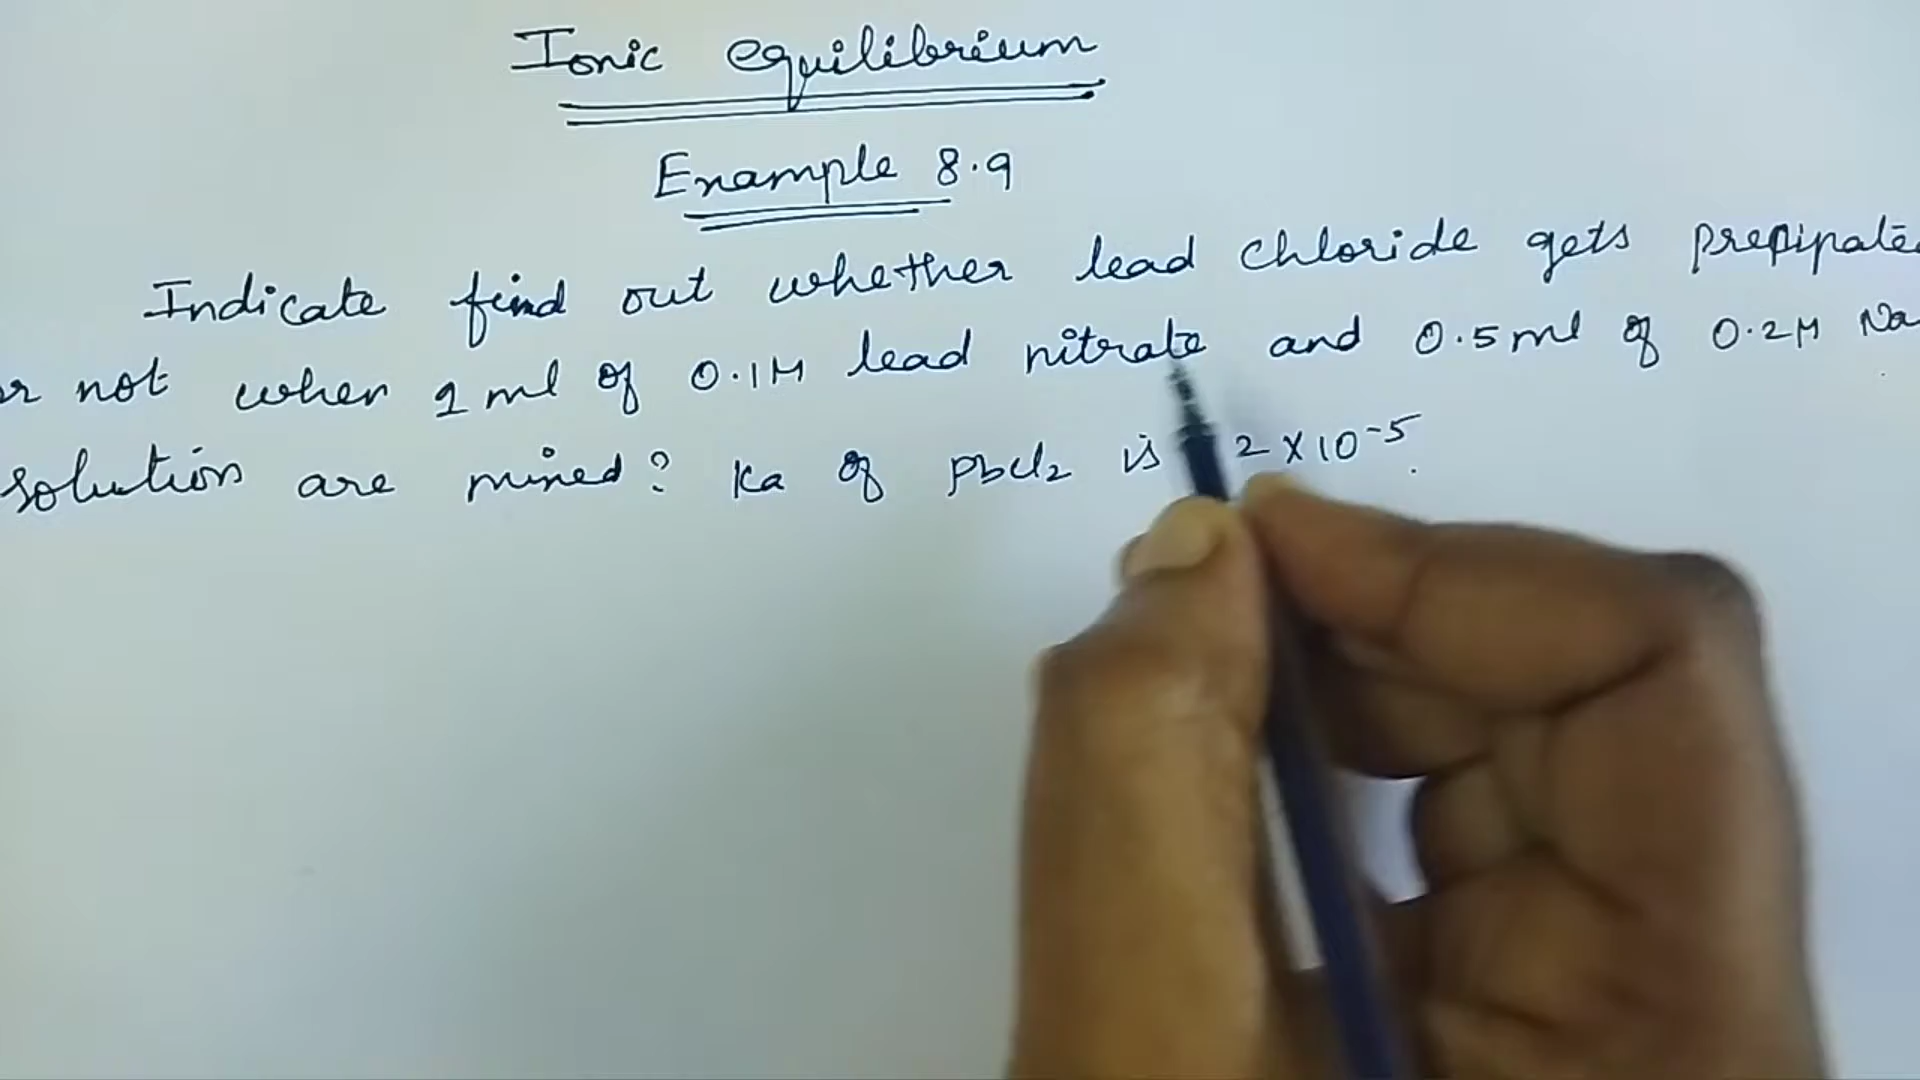 Ionic equilibrium
Example 8.9
Indicate find out whether lead chloride gets
or not when 1 ml of 0.1M lead nitrate and 0.5 ml of 0.2M Na
solution are mixed? Ka of PbCl2 is 1.2 × 10-5.